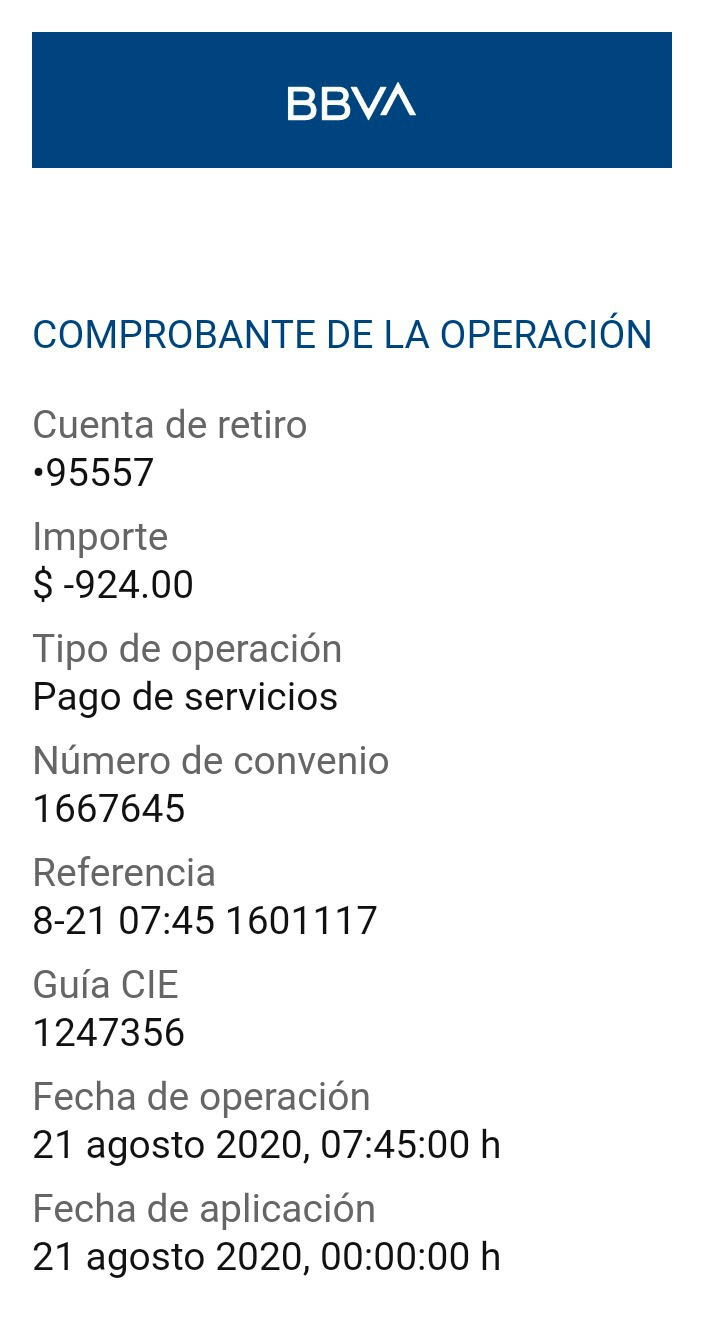 BBVA
COMPROBANTE DE LA OPERACIÓN
Cuenta de retiro
•95557
Importe
$ -924.00
Tipo de operación
Pago de servicios
Número de convenio
1667645
Referencia
8-21 07:45 1601117
Guía CIE
1247356
Fecha de operación
21 agosto 2020, 07:45:00 h
Fecha de aplicación
21 agosto 2020, 00:00:00 h